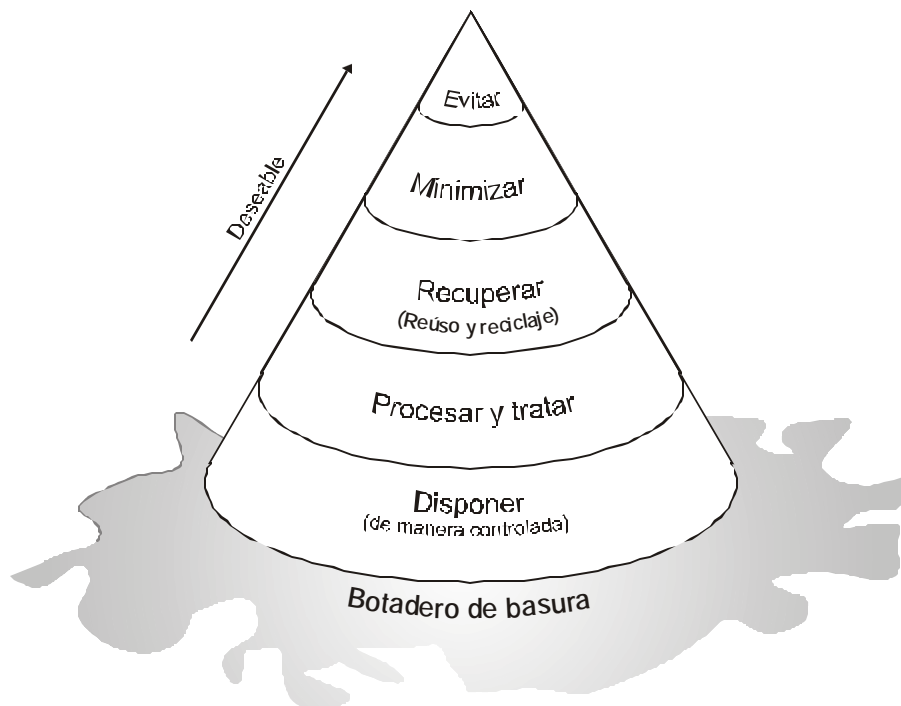 Evitar
Deseable
Minimizar
Recuperar
(Reúso y reciclaje)
Procesar y tratar
Disponer
(de manera controlada)
Botadero de basura